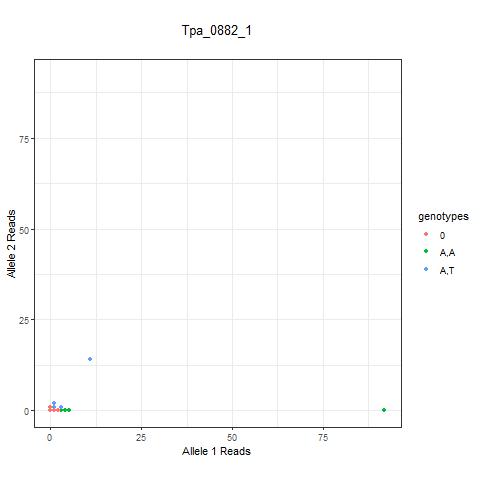 Tpa_0882_1
Allele 2 Reads
75
50
25
0
0 25 50 75
Allele 1 Reads
genotypes
0
A,A
A,T